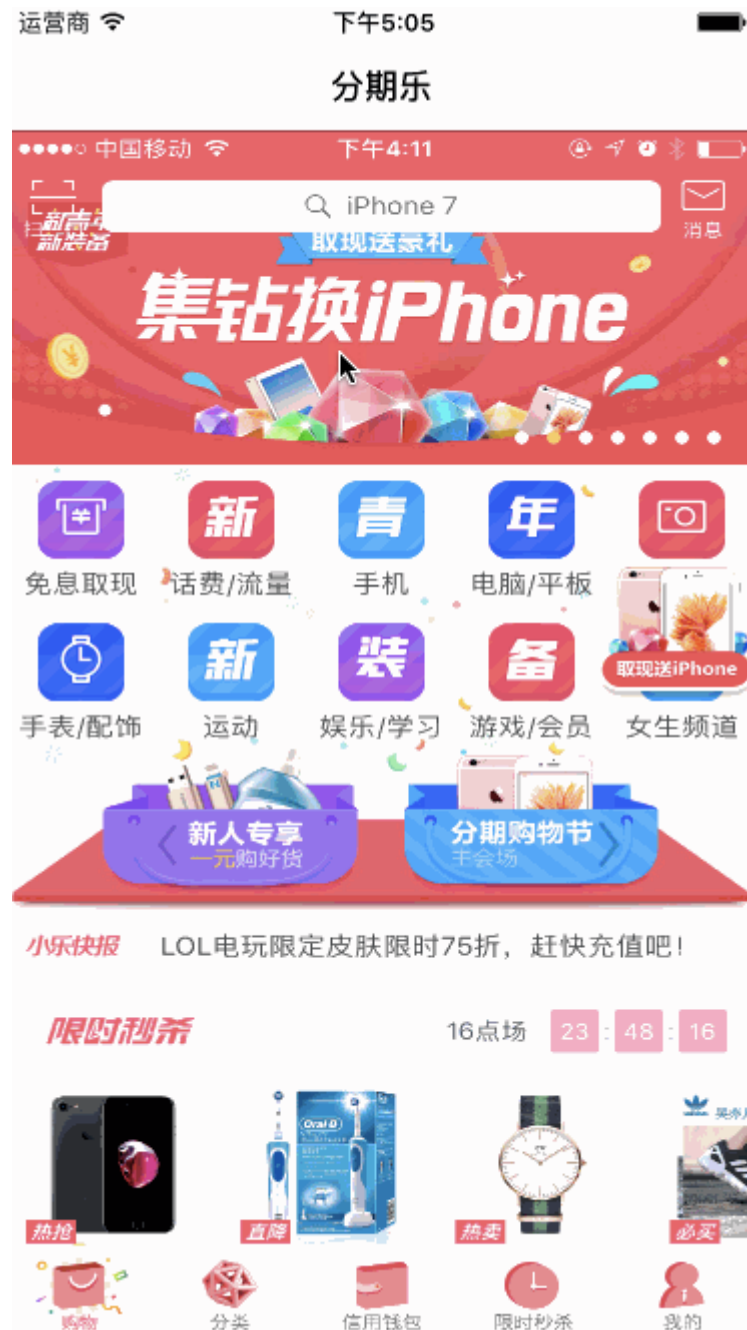 运营商 下午5:05
分期乐
中国移动 下午4:11
iPhone 7
消息
新青年
新装备
取现送豪礼
集钻换iPhone
新 青 年
免息取现 话费/流量 手机 电脑/平板
新 装 备
取现送iPhone
手表/配饰 运动 娱乐/学习 游戏/会员 女生频道
新人专享 分期购物节
一元购好货 主会场
小乐快报 LOL电玩限定皮肤限时75折，赶快充值吧！
限时秒杀 16点场 23 : 48 : 16
Oral B
热抢 直降 热卖 必买
购物 分类 信用钱包 限时秒杀 我的